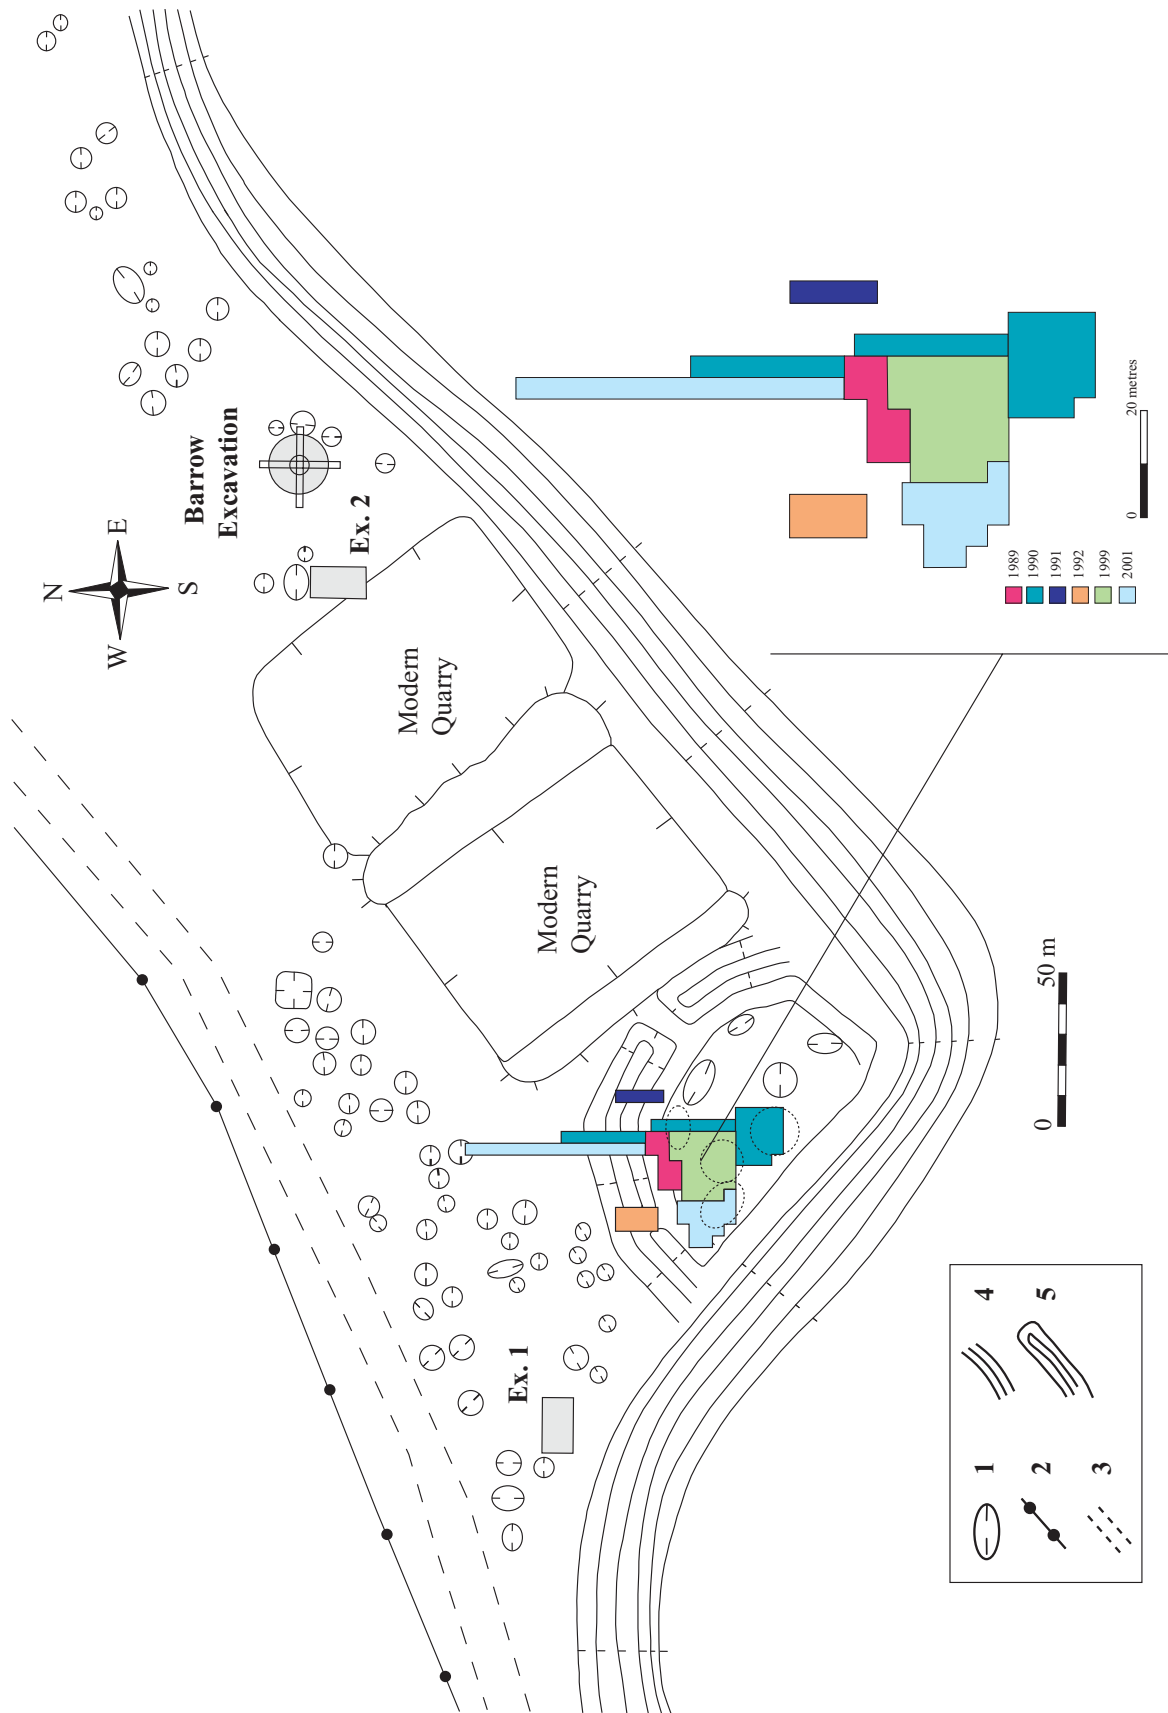 N
W
E
S
Barrow
Excavation
Ex. 2
Modern
Quarry
Modern
Quarry
Ex. 1
0
50 m
1989
1990
1991
1992
1999
2001
0
20 metres
1
2
3
4
5